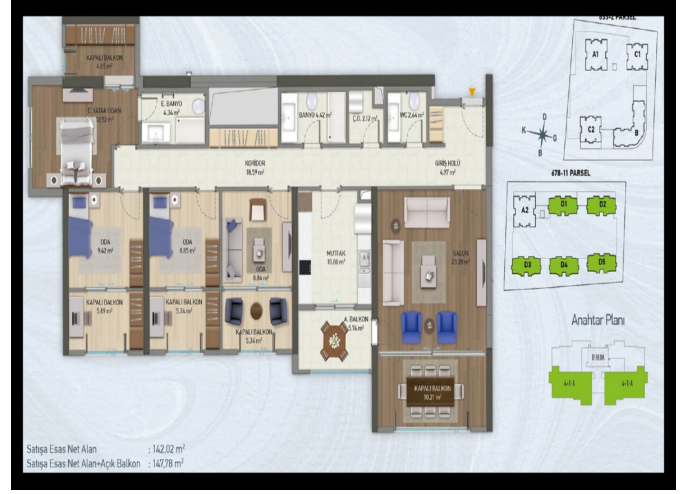 633-2 PARSEL
A1
C1
C2
B
D
K
G
B
678-11 PARSEL
A2
D1
D2
D3
D4
D5
Anahtar Planı
4+1-A
4+1-A
KAPALI BALKON
E. YATAK ODASI
E. BANYO
4.34 m²
BANYO 4.42 m²
Ç.O. 2.12 m²
WC 2.64 m²
KORİDOR
18.59 m²
GİRİŞ HOLÜ
4.97 m²
ODA
9.42 m²
ODA
8.85 m²
ODA
8.84 m²
MUTFAK
SALON
KAPALI BALKON
5.69 m²
KAPALI BALKON
5.34 m²
KAPALI BALKON
5.34 m²
A. BALKON
5.76 m²
KAPALI BALKON
10.21 m²
Satışa Esas Net Alan : 142,02 m²
Satışa Esas Net Alan+Açık Balkon : 147,78 m²